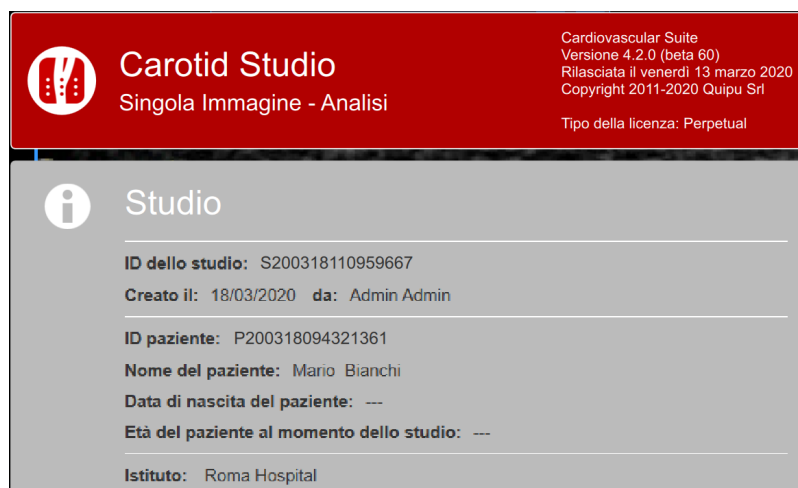 Carotid Studio
Singola Immagine - Analisi
Cardiovascular Suite
Versione 4.2.0 (beta 60)
Rilasciata il venerdì 13 marzo 2020
Copyright 2011-2020 Quipu Srl
Tipo della licenza: Perpetual
Studio
ID dello studio: S200318110959667
Creato il: 18/03/2020 da: Admin Admin
ID paziente: P200318094321361
Nome del paziente: Mario Bianchi
Data di nascita del paziente: ---
Età del paziente al momento dello studio: ---
Istituto: Roma Hospital